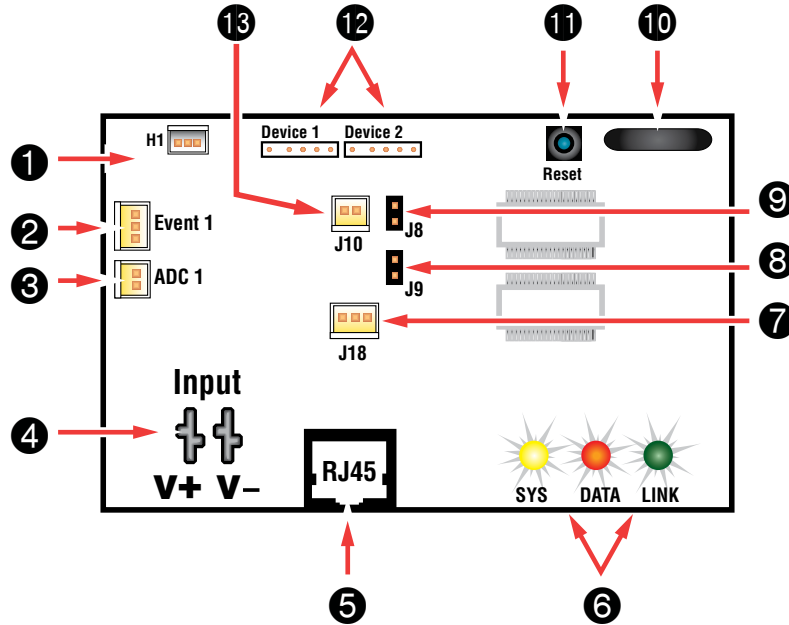 13 12 11 10
H1 Device 1 Device 2
Reset
1
2 Event 1
J10 J8 9
3 ADC 1
J9 8
J18 7
Input
4
V+ V–
RJ45
SYS DATA LINK
5 6